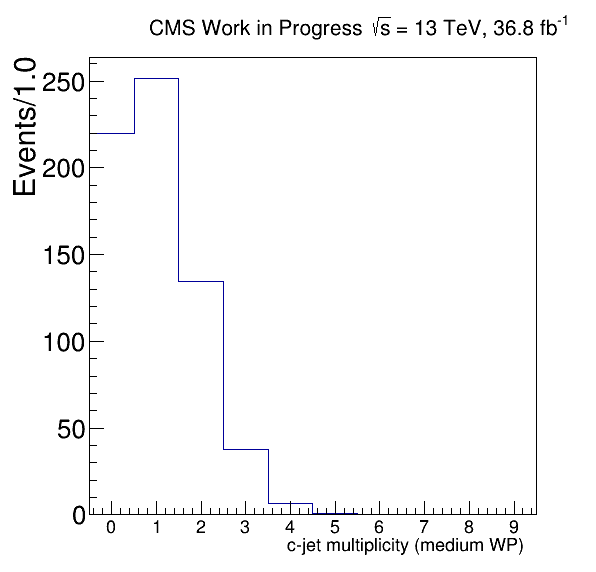 CMS Work in Progress √s = 13 TeV, 36.8 fb⁻¹
Events/1.0
250
200
150
100
50
0
0 1 2 3 4 5 6 7 8 9
c-jet multiplicity (medium WP)